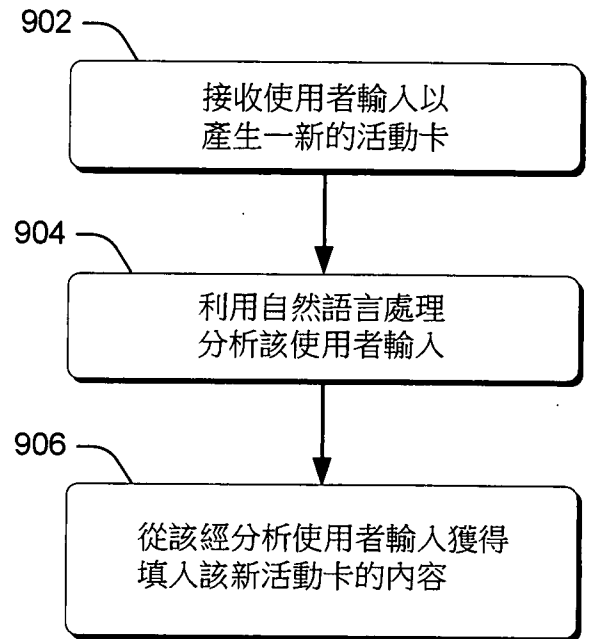 902
接收使用者輸入以
產生一新的活動卡
904
利用自然語言處理
分析該使用者輸入
906
從該經分析使用者輸入獲得
填入該新活動卡的內容